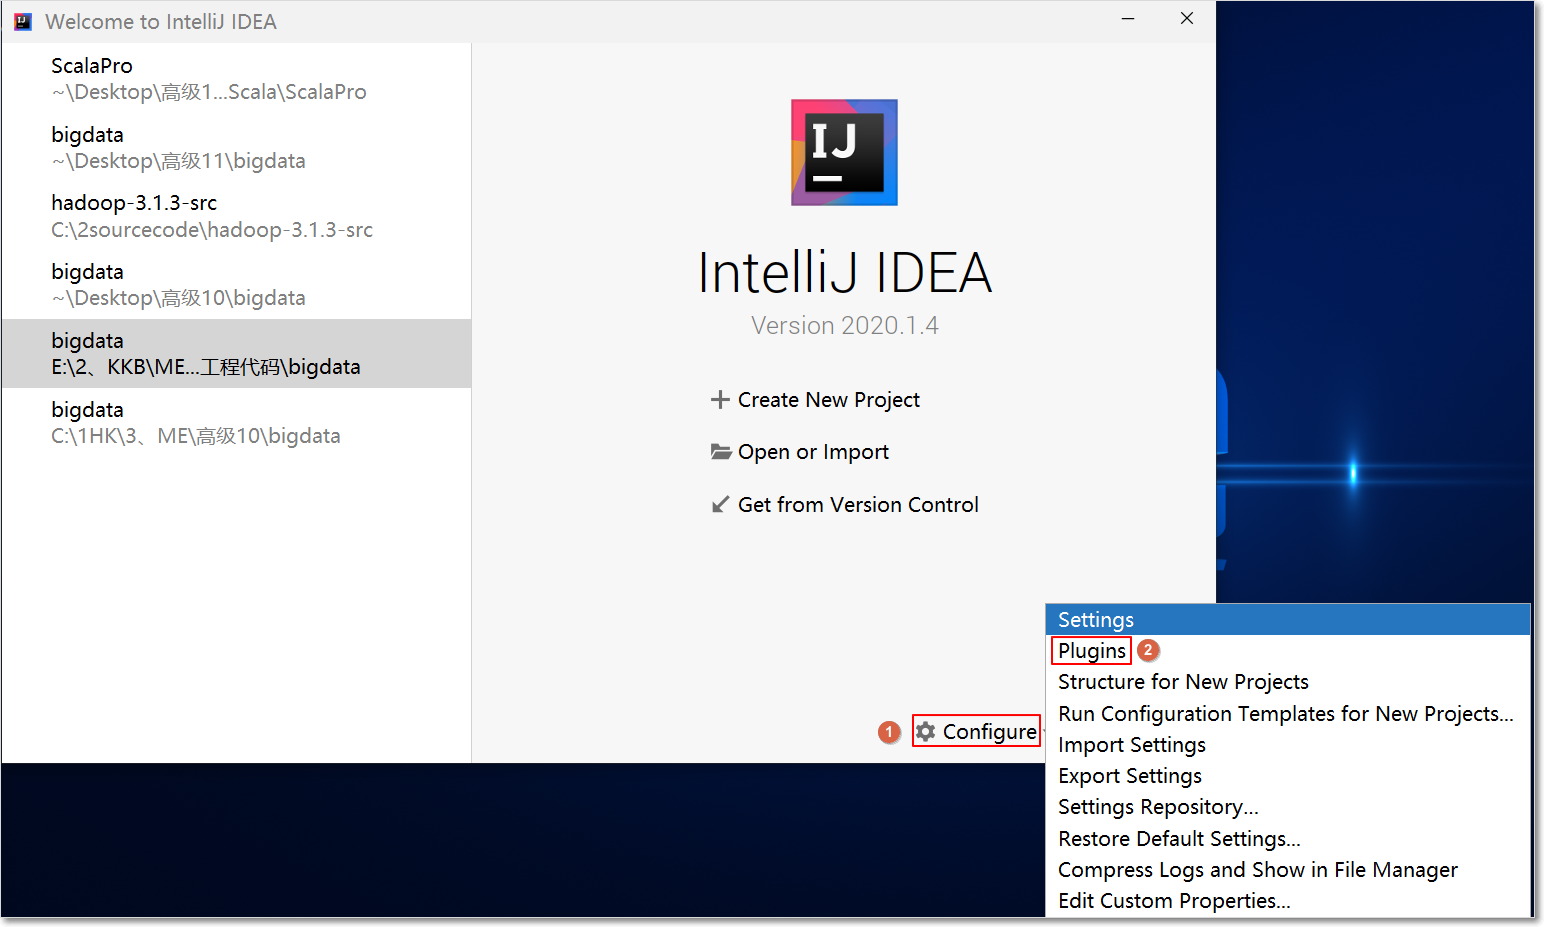 Welcome to IntelliJ IDEA
ScalaPro
~\Desktop\高级1...Scala\ScalaPro
bigdata
~\Desktop\高级11\bigdata
hadoop-3.1.3-src
C:\2sourcecode\hadoop-3.1.3-src
bigdata
~\Desktop\高级10\bigdata
bigdata
E:\2、KKB\ME...工程代码\bigdata
bigdata
C:\1HK\3、ME\高级10\bigdata
IJ
IntelliJ IDEA
Version 2020.1.4
Create New Project
Open or Import
Get from Version Control
1 Configure
Settings
Plugins 2
Structure for New Projects
Run Configuration Templates for New Projects...
Import Settings
Export Settings
Settings Repository...
Restore Default Settings...
Compress Logs and Show in File Manager
Edit Custom Properties...